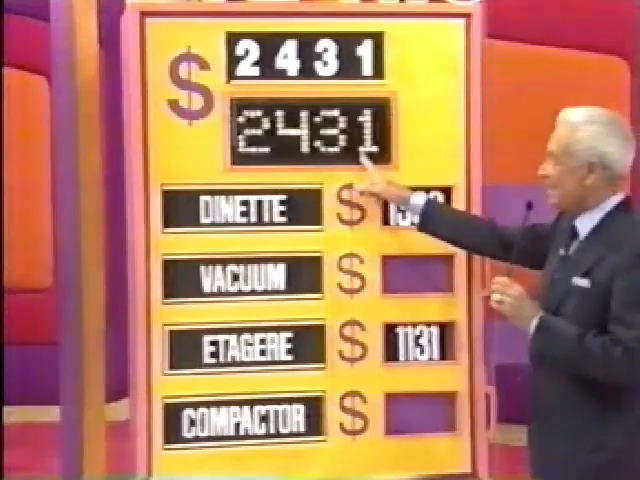 $ 2431
2431
DINETTE $
VACUUM $
ETAGERE $ 1131
COMPACTOR $